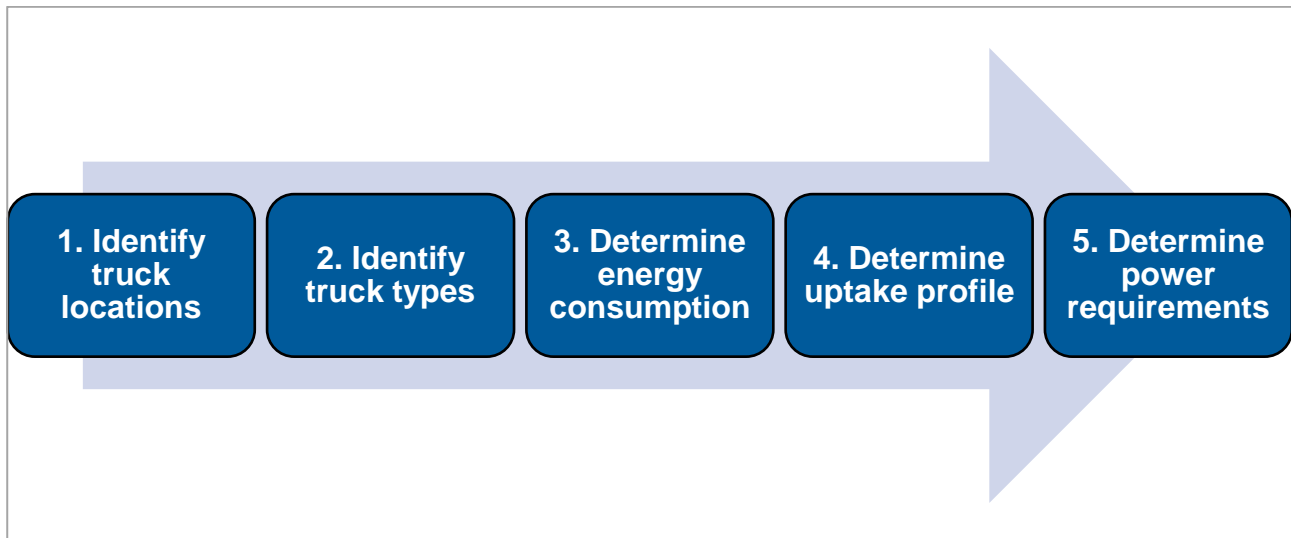 1. Identify
truck
locations
2. Identify
truck types
3. Determine
energy
consumption
4. Determine
uptake profile
5. Determine
power
requirements